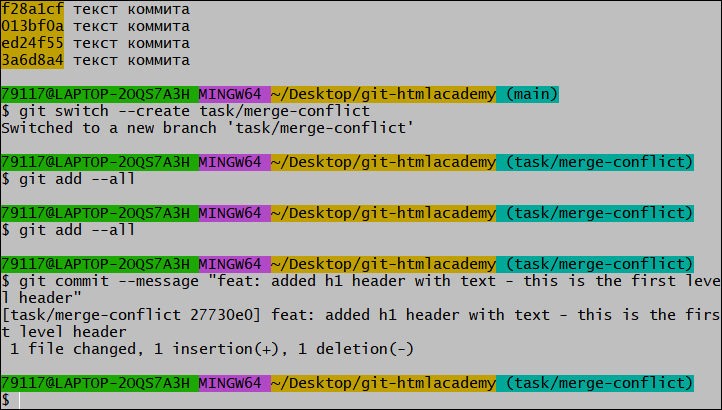 f28a1cf текст коммита
013bf0a текст коммита
ed24f55 текст коммита
3a6d8a4 текст коммита
79117@LAPTOP-2OQS7A3H MINGW64 ~/Desktop/git-htmlacademy (main)
$ git switch --create task/merge-conflict
Switched to a new branch 'task/merge-conflict'
79117@LAPTOP-2OQS7A3H MINGW64 ~/Desktop/git-htmlacademy (task/merge-conflict)
$ git add --all
79117@LAPTOP-2OQS7A3H MINGW64 ~/Desktop/git-htmlacademy (task/merge-conflict)
$ git add --all
79117@LAPTOP-2OQS7A3H MINGW64 ~/Desktop/git-htmlacademy (task/merge-conflict)
$ git commit --message "feat: added h1 header with text - this is the first leve
l header"
[task/merge-conflict 27730e0] feat: added h1 header with text - this is the firs
t level header
 1 file changed, 1 insertion(+), 1 deletion(-)
79117@LAPTOP-2OQS7A3H MINGW64 ~/Desktop/git-htmlacademy (task/merge-conflict)
$